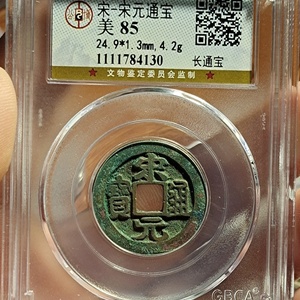 宋-宋元通宝
美 85
24.9*1.3mm, 4.2g
1111784130
长通宝
★ 文物鉴定委员会监制 ★
宋元通寶
GBCA